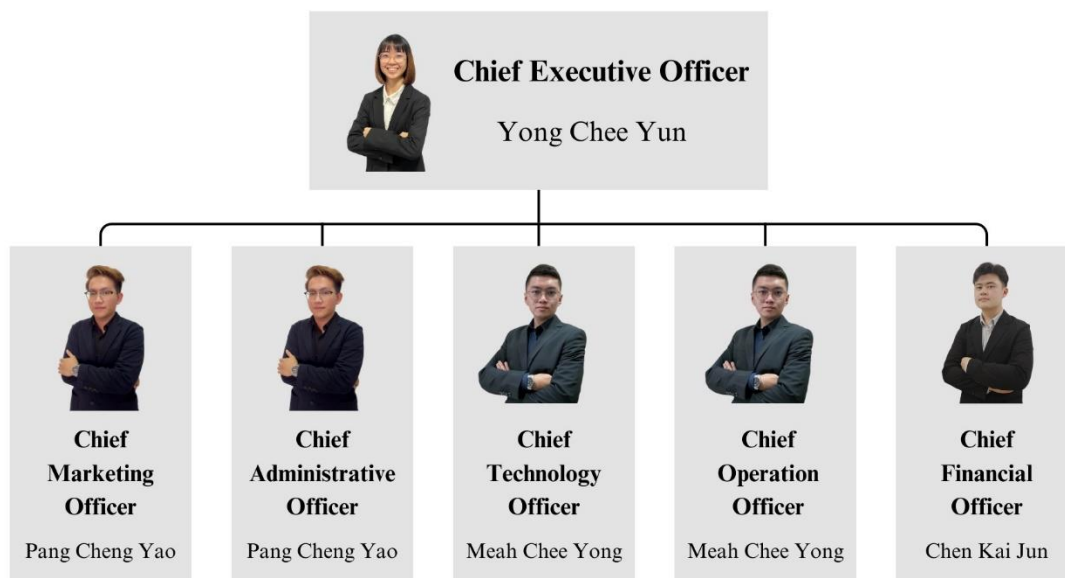 Chief Executive Officer
Yong Chee Yun
Chief
Marketing
Officer
Pang Cheng Yao
Chief
Administrative
Officer
Pang Cheng Yao
Chief
Technology
Officer
Meah Chee Yong
Chief
Operation
Officer
Meah Chee Yong
Chief
Financial
Officer
Chen Kai Jun